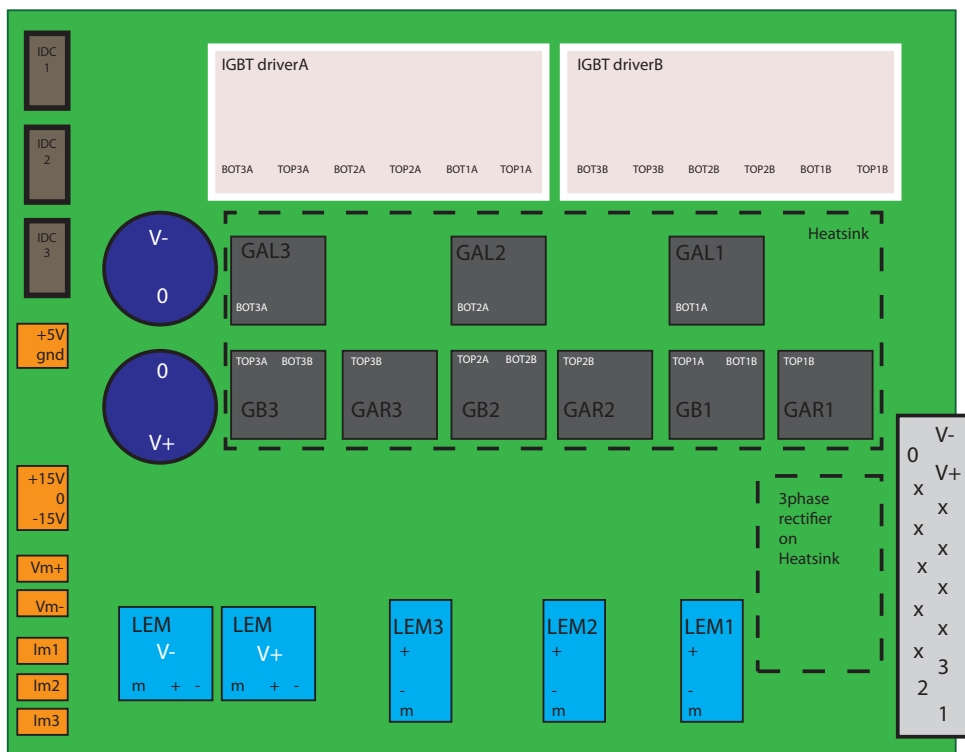 IDC
1
IDC
2
IDC
3
IGBT driverA
BOT3A TOP3A BOT2A TOP2A BOT1A TOP1A
IGBT driverB
BOT3B TOP3B BOT2B TOP2B BOT1B TOP1B
Heatsink
V-
0
0
V+
GAL3
BOT3A
GAL2
BOT2A
GAL1
BOT1A
TOP3A BOT3B
GB3
TOP3B
GAR3
TOP2A BOT2B
GB2
TOP2B
GAR2
TOP1A BOT1B
GB1
TOP1B
GAR1
+5V
gnd
+15V
0
-15V
Vm+
Vm-
Im1
Im2
Im3
LEM
V-
m + -
LEM
V+
m + -
LEM3
+
-
m
LEM2
+
-
m
LEM1
+
-
m
3phase
rectifier
on
Heatsink
V-
0
V+
x
x
x
x
x
x
x
x
x
3
2
1